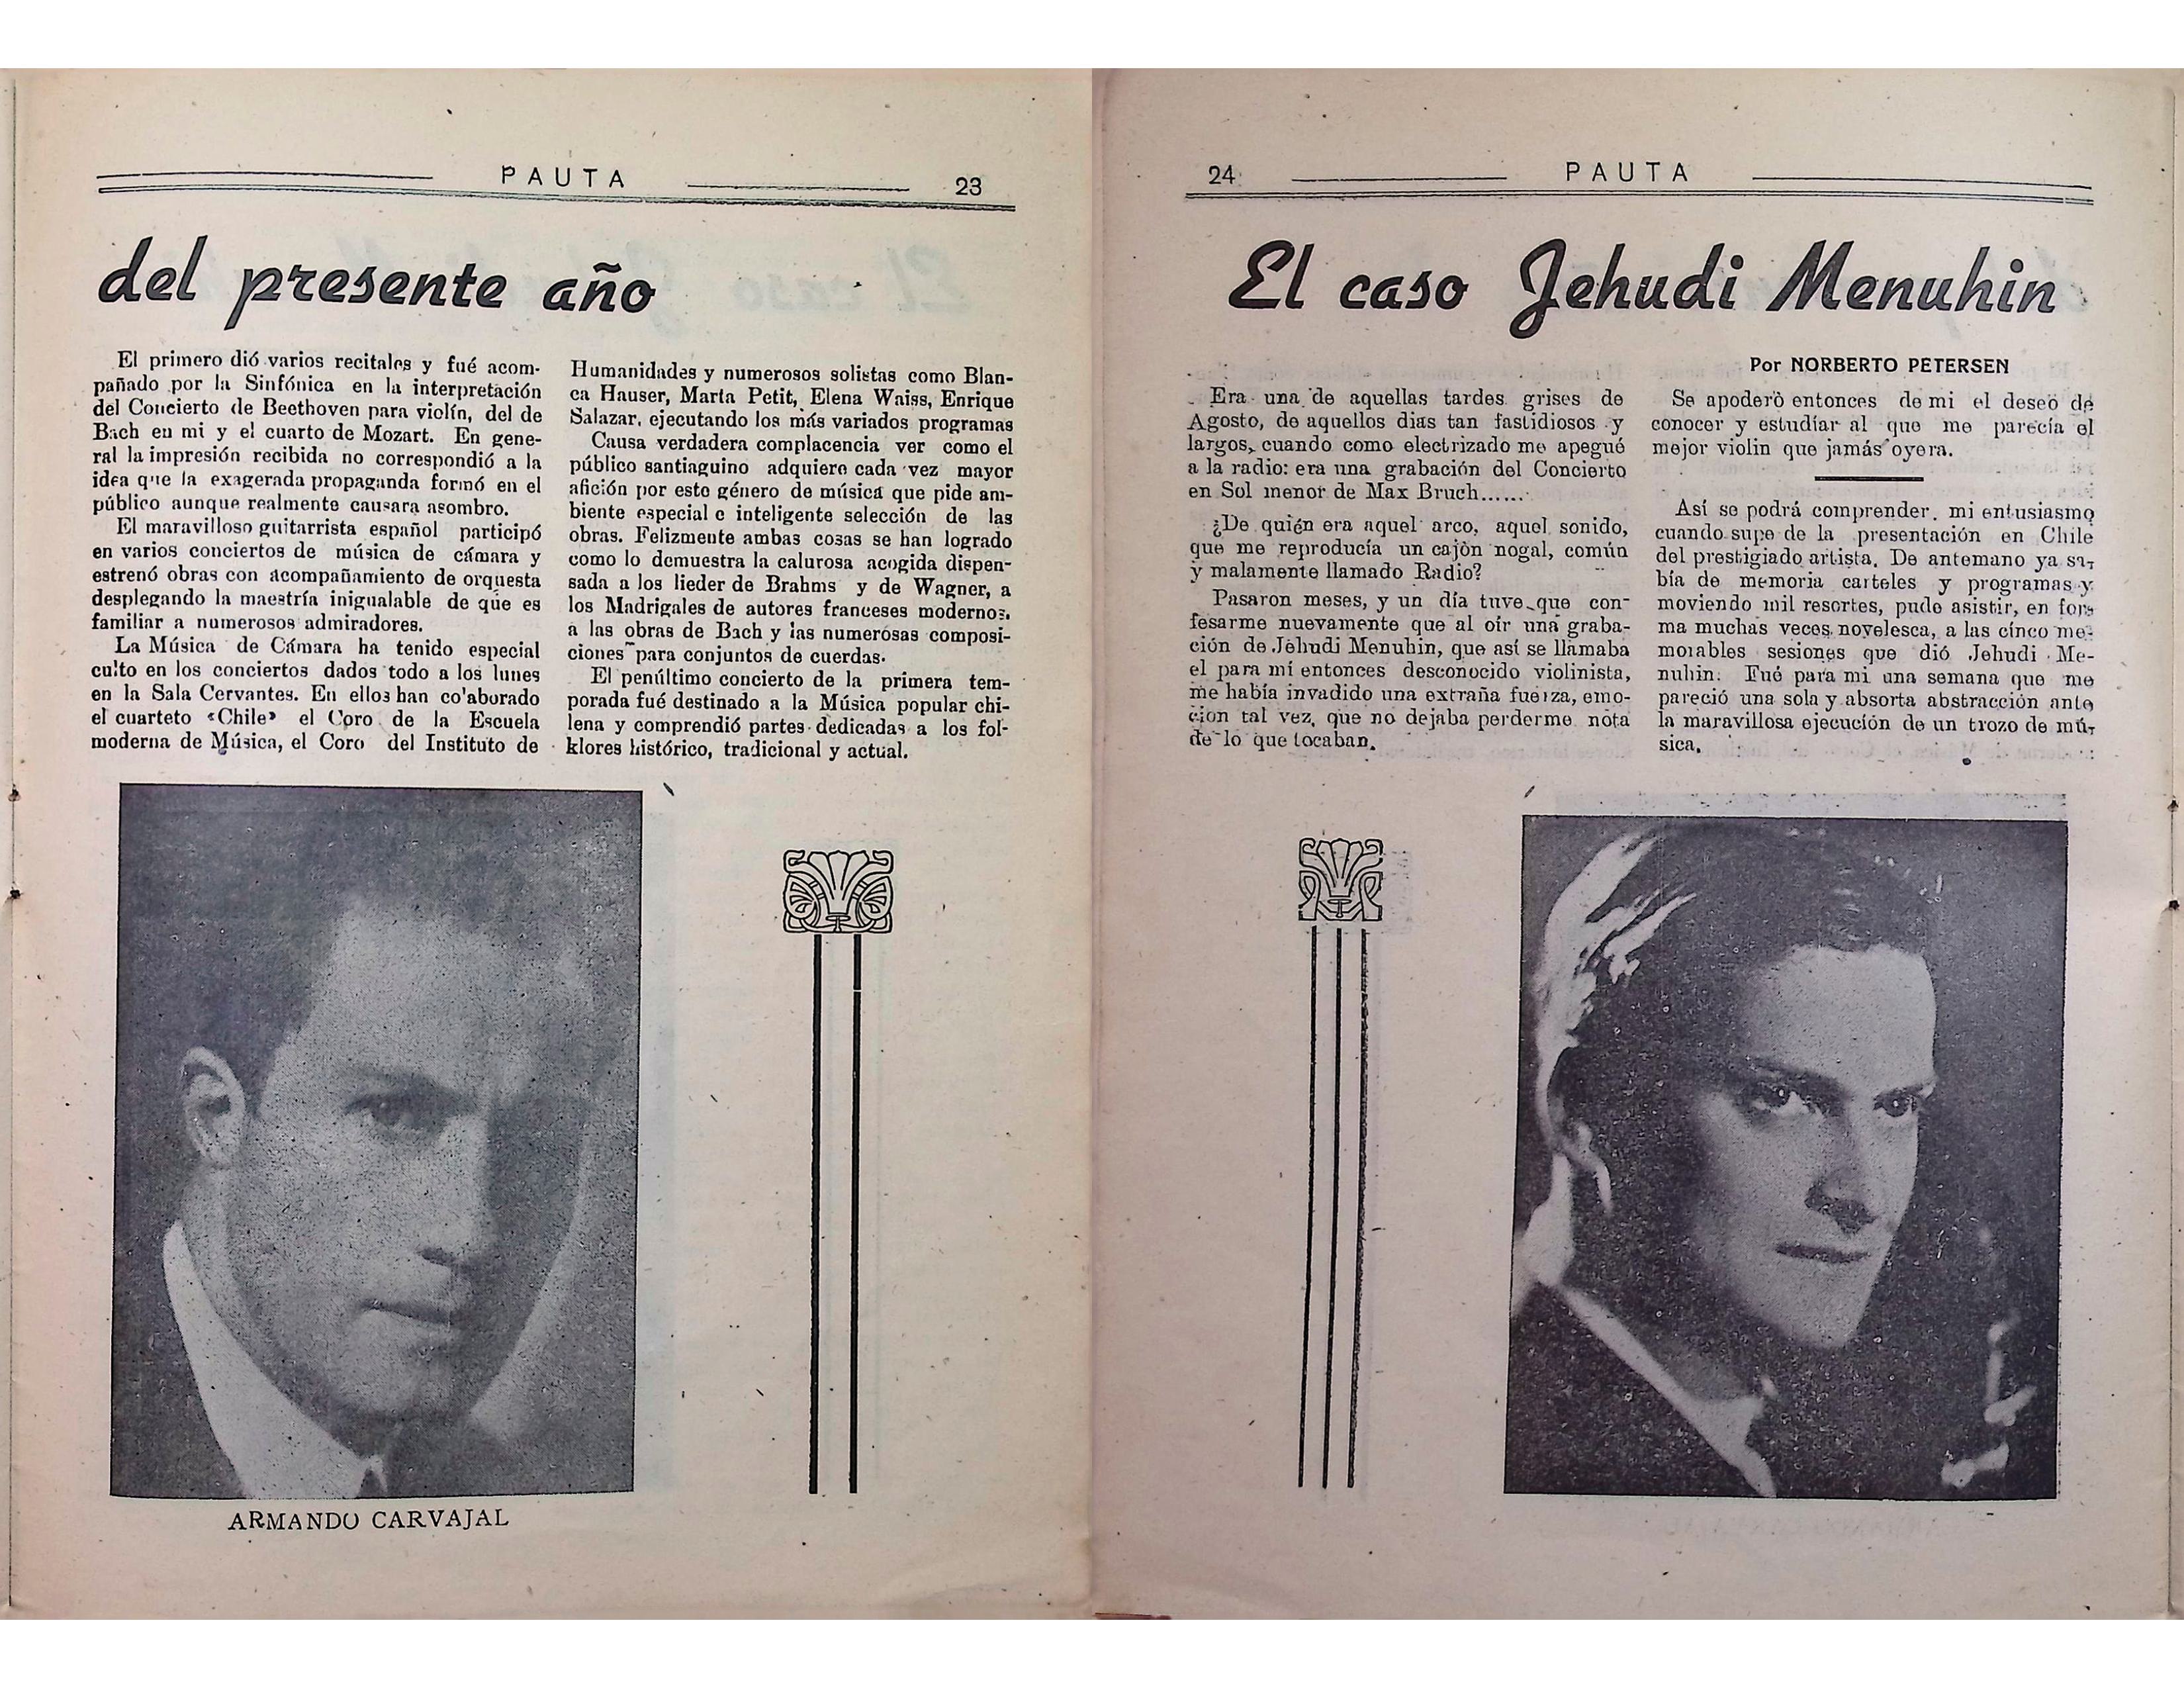 PAUTA
23
del presente año
El primero dió varios recitales y fué acom-
pañado por la Sinfónica en la interpretación
del Concierto de Beethoven para violín, del de
Bach en mi y el cuarto de Mozart. En gene-
ral la impresión recibida no correspondió a la
idea que la exagerada propaganda formó en el
público aunque realmente causara asombro.
El maravilloso guitarrista español participó
en varios conciertos de música de cámara y
estrenó obras con acompañamiento de orquesta
desplegando la maestría inigualable de que es
familiar a numerosos admiradores.
La Música de Cámara ha tenido especial
culto en los conciertos dados todo a los lunes
en la Sala Cervantes. En ellos han co'aborado
el cuarteto «Chile» el Coro de la Escuela
moderna de Música, el Coro del Instituto de
Humanidades y numerosos solistas como Blan-
ca Hauser, Marta Petit, Elena Waiss, Enrique
Salazar, ejecutando los más variados programas
Causa verdadera complacencia ver como el
público santiaguino adquiere cada vez mayor
afición por este género de música que pide am-
biente especial e inteligente selección de las
obras. Felizmente ambas cosas se han logrado
como lo demuestra la calurosa acogida dispen-
sada a los lieder de Brahms y de Wagner, a
los Madrigales de autores franceses modernos,
a las obras de Bach y las numerosas composi-
ciones para conjuntos de cuerdas.
El penúltimo concierto de la primera tem-
porada fué destinado a la Música popular chi-
lena y comprendió partes dedicadas a los fol-
klores histórico, tradicional y actual.
ARMANDO CARVAJAL
24
PAUTA
El caso Jehudi Menuhin
Por NORBERTO PETERSEN
Era una de aquellas tardes grises de
Agosto, de aquellos dias tan fastidiosos y
largos, cuando como electrizado me apegué
a la radio: era una grabación del Concierto
en Sol menor de Max Bruch......
¿De quién era aquel arco, aquel sonido,
que me reproducía un cajòn nogal, común
y malamente llamado Radio?
Pasaron meses, y un día tuve que con-
fesarme nuevamente que al oir una graba-
ción de Jehudi Menuhin, que así se llamaba
el para mí entonces desconocido violinista,
me había invadido una extraña fuerza, emo-
cion tal vez, que no dejaba perderme nota
de lo que tocaban.
Se apoderò entonces de mi el deseo de
conocer y estudíar al que me parecía el
mejor violin que jamás oyera.
Así se podrá comprender. mi entusiasmo
cuando supe de la presentación en Chile
del prestigiado artista. De antemano ya sa-
bía de memoria carteles y programas y
moviendo mil resortes, pude asistir, en for-
ma muchas veces novelesca, a las cínco me-
morables sesiones que dió Jehudi Me-
nuhin. Fué para mi una semana que me
pareció una sola y absorta abstracción ante
la maravillosa ejecución de un trozo de mú-
sica.